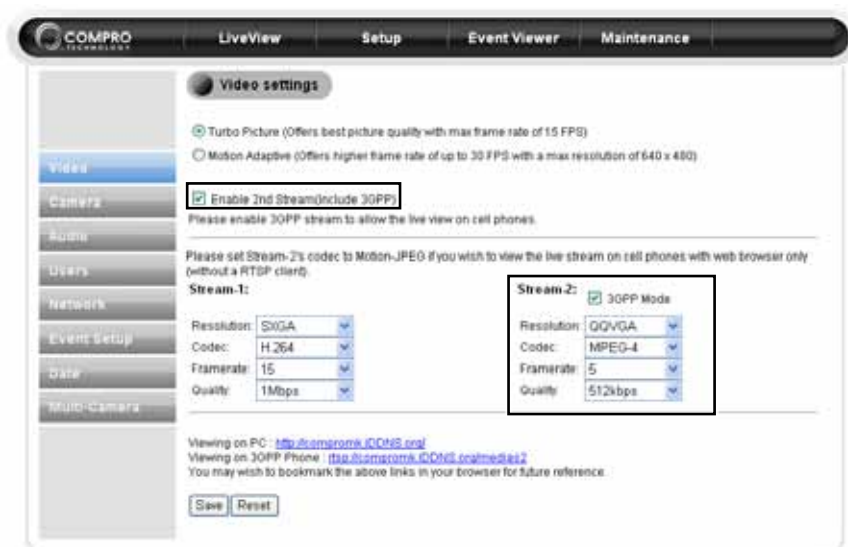 COMPRO
TECHNOLOGY
LiveView Setup Event Viewer Maintenance
Video settings
Turbo Picture (Offers best picture quality with max frame rate of 15 FPS)
Motion Adaptive (Offers higher frame rate of up to 30 FPS with a max resolution of 640 x 480)
Video
Camera
Audio
Users
Network
Event Setup
Date
Multi-Camera
Enable 2nd Stream(include 3GPP)
Please enable 3GPP stream to allow the live view on cell phones.
Please set Stream-2's codec to Motion-JPEG if you wish to view the live stream on cell phones with web browser only
(without a RTSP client).
Stream-1:
Resolution: SXGA
Codec: H.264
Framerate: 15
Quality: 1Mbps
Stream-2: 3GPP Mode
Resolution: QQVGA
Codec: MPEG-4
Framerate: 5
Quality: 512kbps
Viewing on PC : http://compromk.iDDNS.org/
Viewing on 3GPP Phone : rtsp://compromk.iDDNS.org/medias2
You may wish to bookmark the above links in your browser for future reference.
Save Reset